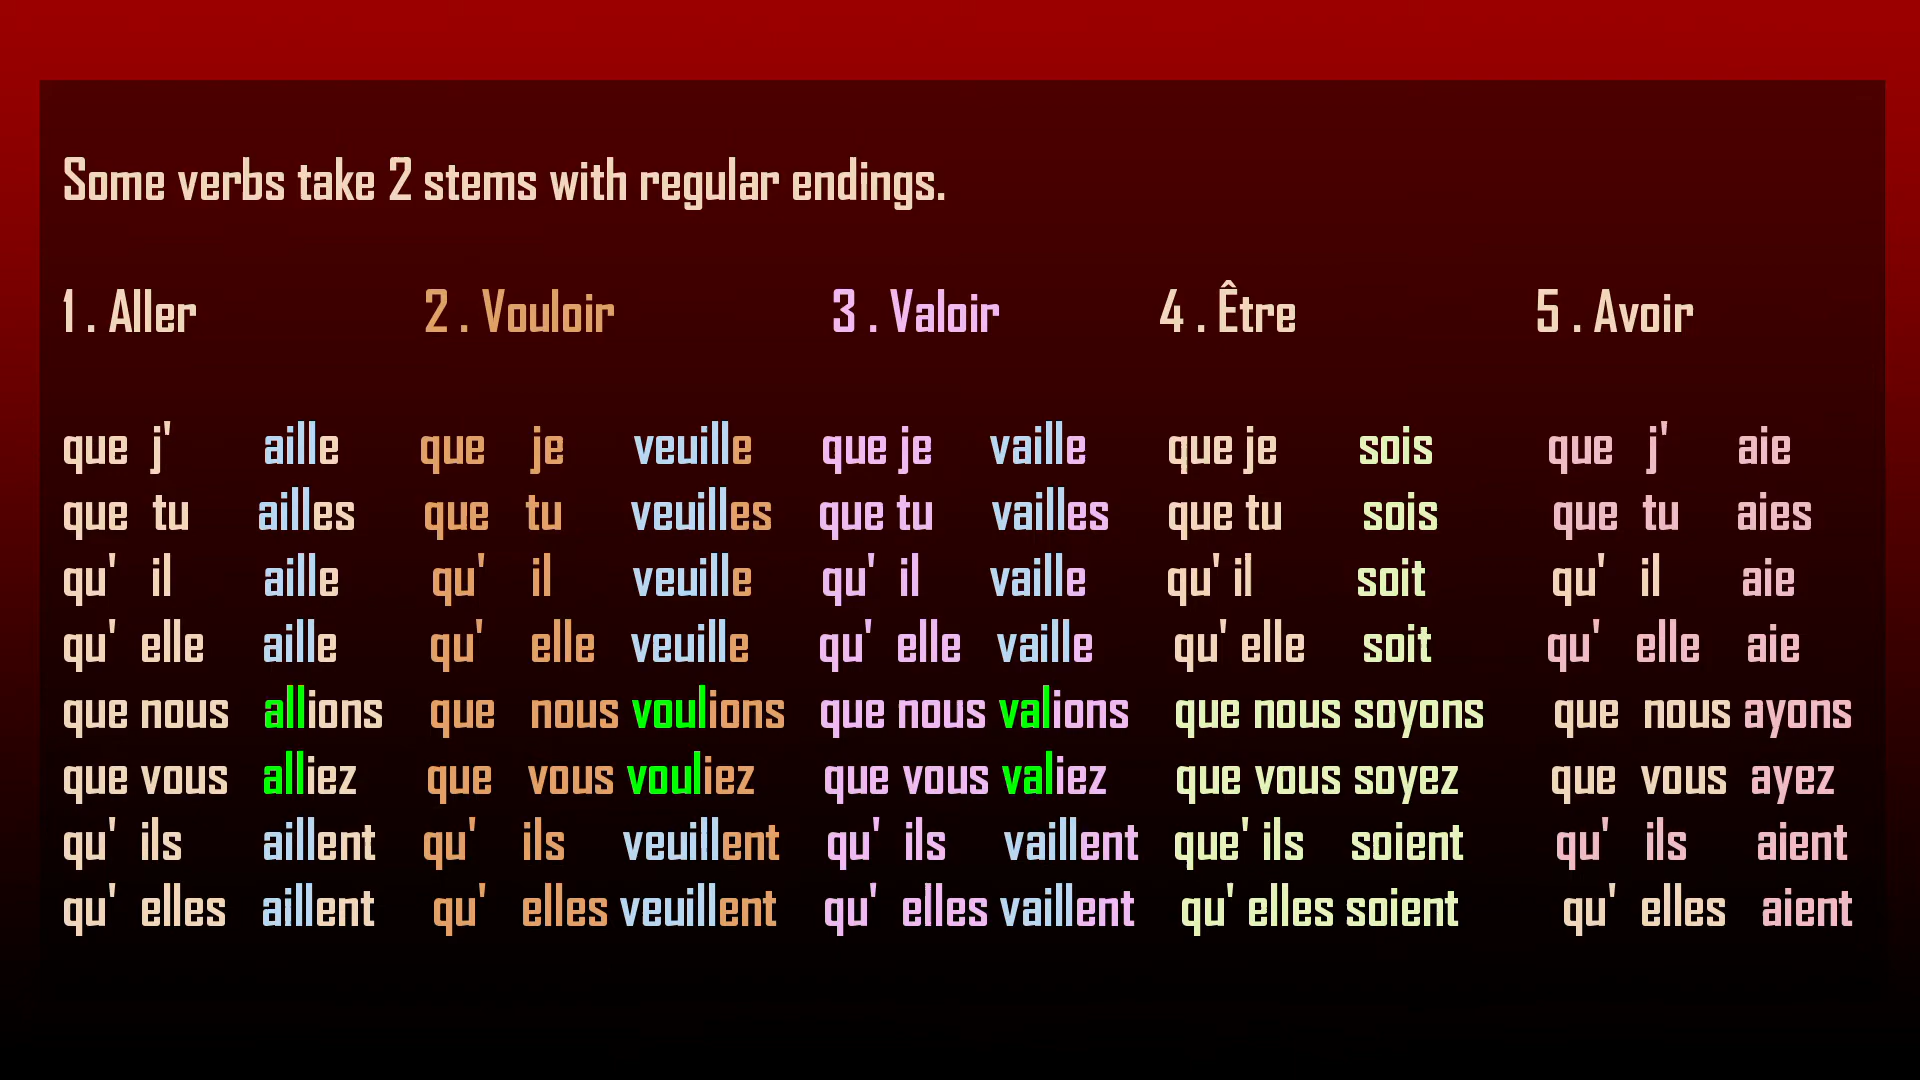 Some verbs take 2 stems with regular endings.
1 . Aller 2 . Vouloir 3 . Valoir 4 . Être 5 . Avoir
que j' aille que je veuille que je vaille que je sois que j' aie
que tu ailles que tu veuilles que tu vailles que tu sois que tu aies
qu' il aille qu' il veuille qu' il vaille qu' il soit qu' il aie
qu' elle aille qu' elle veuille qu' elle vaille qu' elle soit qu' elle aie
que nous allions que nous voulions que nous valions que nous soyons que nous ayons
que vous alliez que vous vouliez que vous valiez que vous soyez que vous ayez
qu' ils aillent qu' ils veuillent qu' ils vaillent que' ils soient qu' ils aient
qu' elles aillent qu' elles veuillent qu' elles vaillent qu' elles soient qu' elles aient